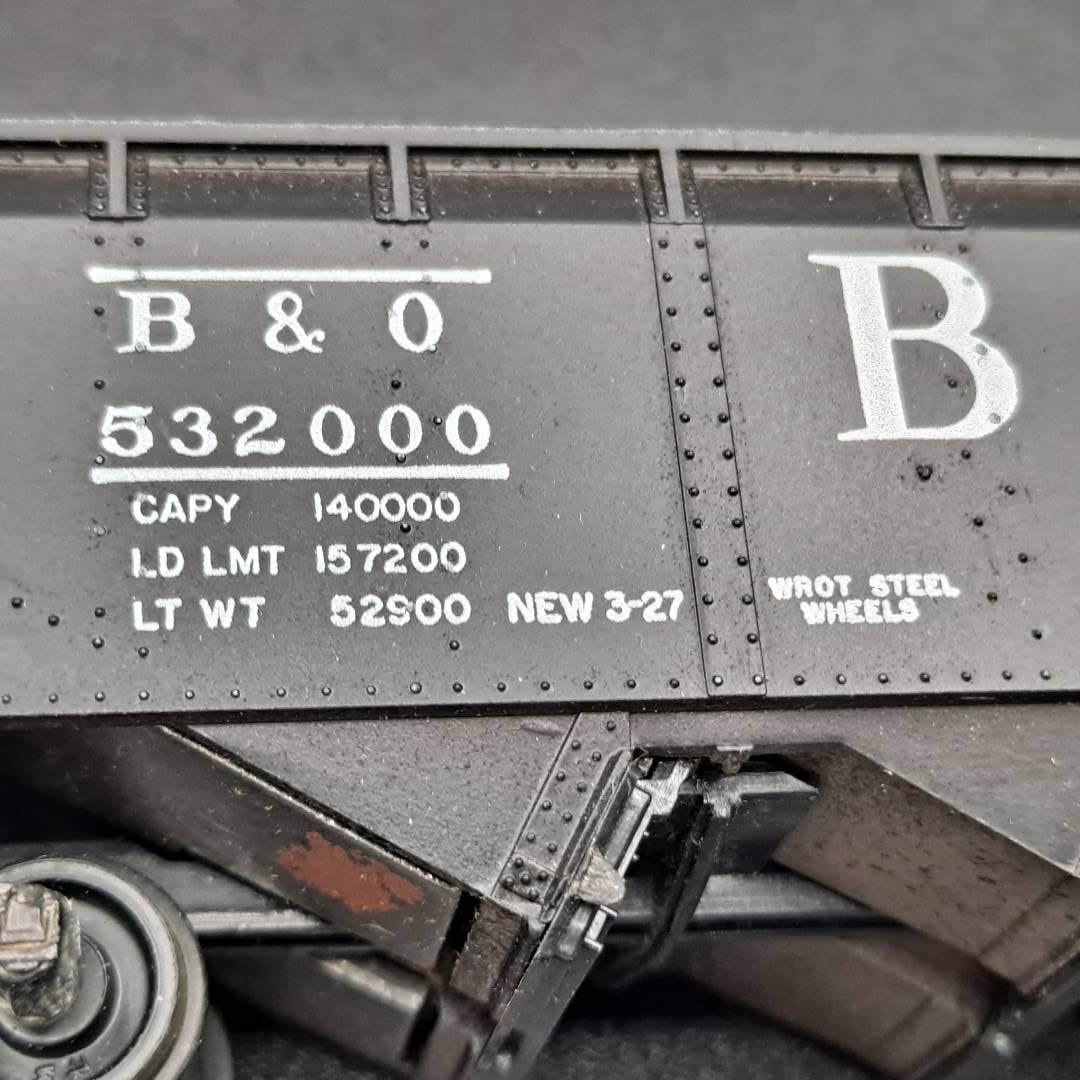 B & O
532000
CAPY 140000
LD LMT 157200
LT WT 52900 NEW 3-27
B
WROT STEEL
WHEELS